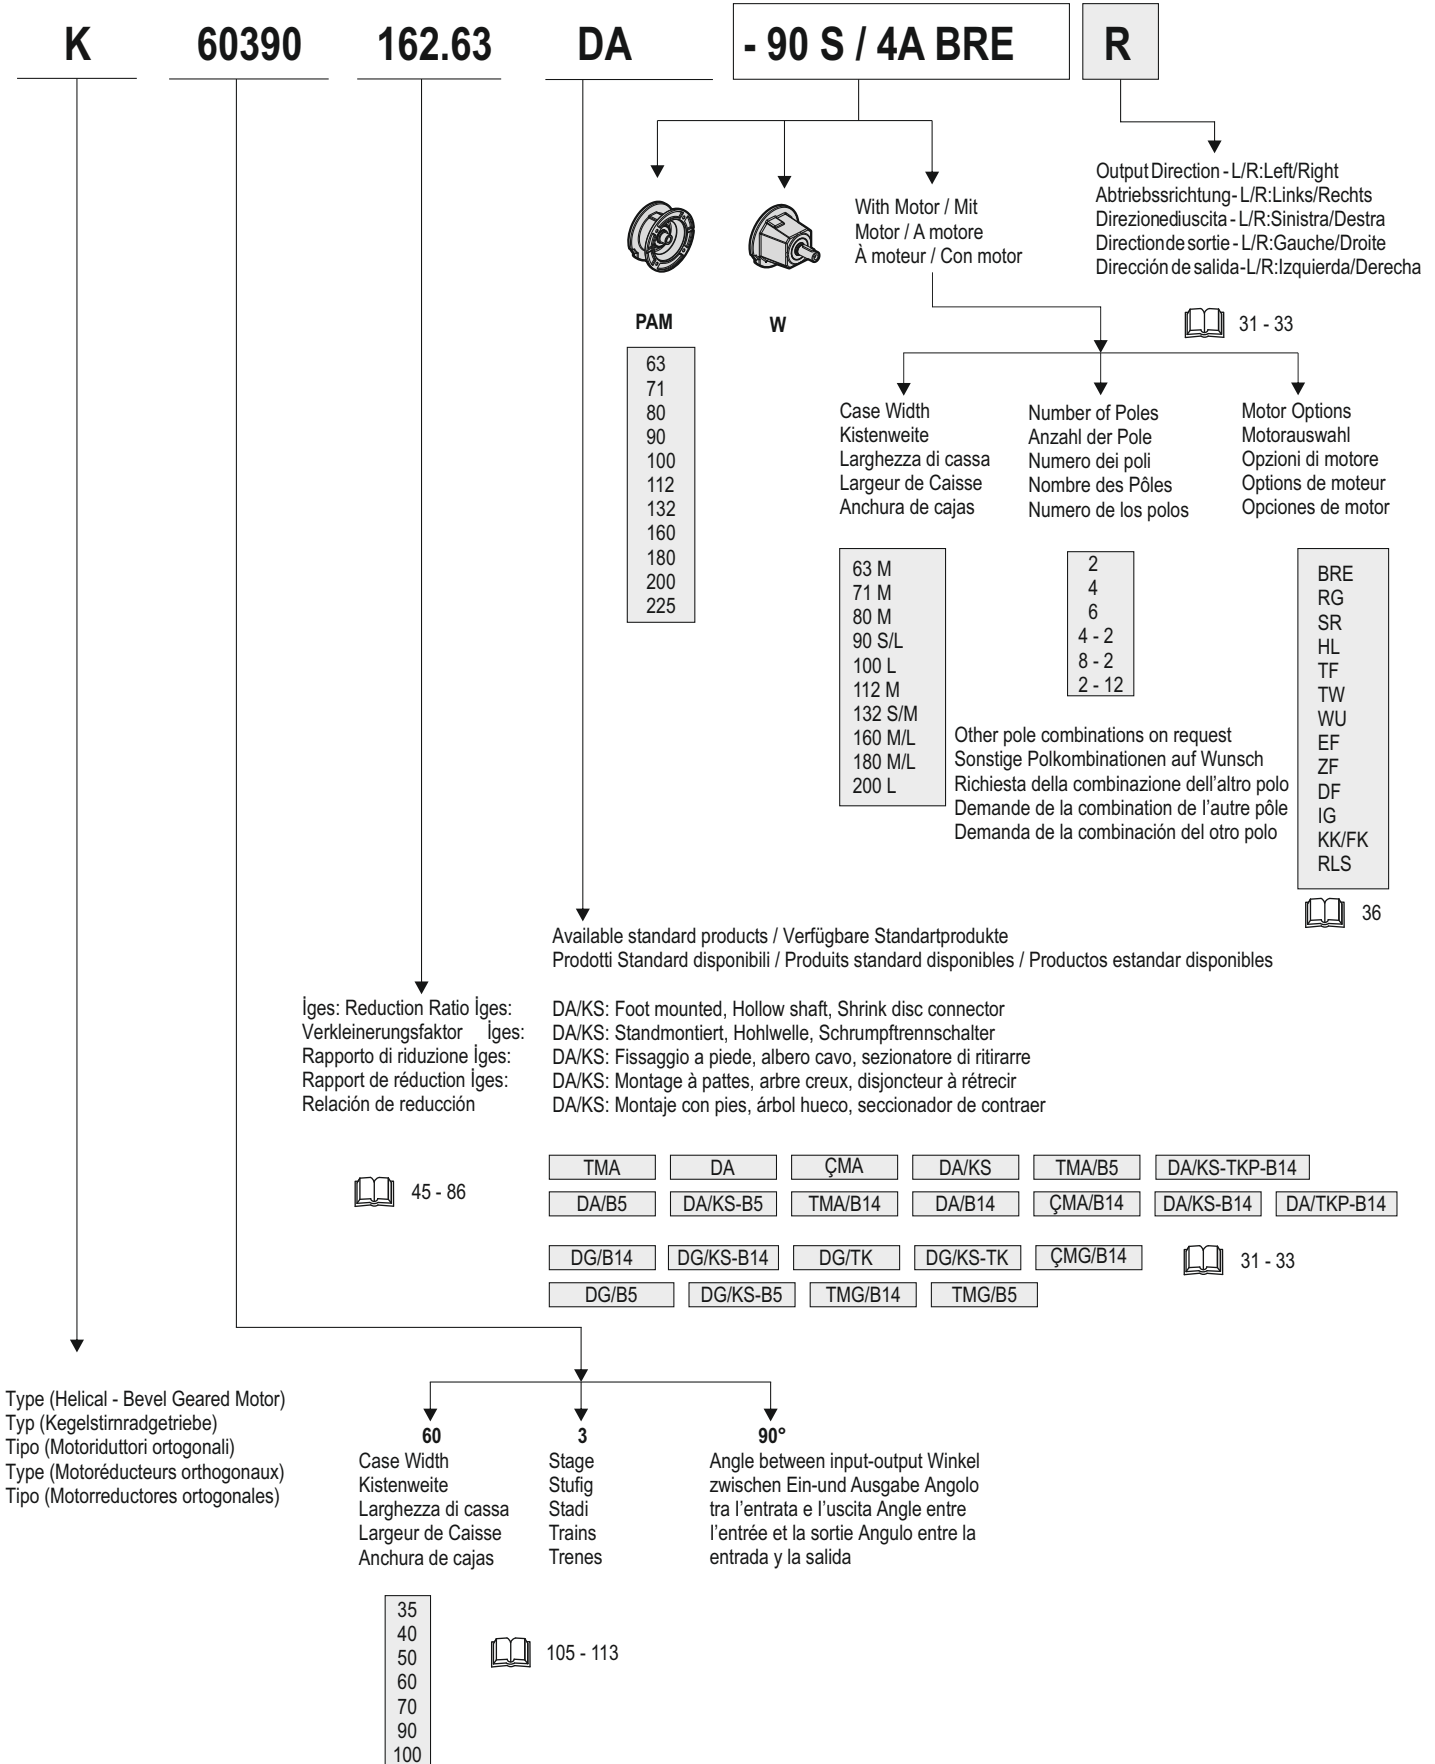 K 60390 162.63 DA - 90 S / 4A BRE R
Output Direction - L/R:Left/Right
Abtriebssrichtung- L/R:Links/Rechts
Direzionediuscita - L/R:Sinistra/Destra
Directionde sortie - L/R:Gauche/Droite
Dirección de salida-L/R:Izquierda/Derecha
31 - 33
With Motor / Mit
Motor / A motore
À moteur / Con motor
PAM
W
63
71
80
90
100
112
132
160
180
200
225
Case Width
Kistenweite
Larghezza di cassa
Largeur de Caisse
Anchura de cajas
63 M
71 M
80 M
90 S/L
100 L
112 M
132 S/M
160 M/L
180 M/L
200 L
Number of Poles
Anzahl der Pole
Numero dei poli
Nombre des Pôles
Numero de los polos
2
4
6
4 - 2
8 - 2
2 - 12
Other pole combinations on request
Sonstige Polkombinationen auf Wunsch
Richiesta della combinazione dell'altro polo
Demande de la combination de l'autre pôle
Demanda de la combinación del otro polo
Motor Options
Motorauswahl
Opzioni di motore
Options de moteur
Opciones de motor
BRE
RG
SR
HL
TF
TW
WU
EF
ZF
DF
IG
KK/FK
RLS
36
Available standard products / Verfügbare Standartprodukte
Prodotti Standard disponibili / Produits standard disponibles / Productos estandar disponibles
İges: Reduction Ratio İges:
Verkleinerungsfaktor İges:
Rapporto di riduzione İges:
Rapport de réduction İges:
Relación de reducción
45 - 86
DA/KS: Foot mounted, Hollow shaft, Shrink disc connector
DA/KS: Standmontiert, Hohlwelle, Schrumpftrennschalter
DA/KS: Fissaggio a piede, albero cavo, sezionatore di ritirarre
DA/KS: Montage à pattes, arbre creux, disjoncteur à rétrecir
DA/KS: Montaje con pies, árbol hueco, seccionador de contraer
TMA DA ÇMA DA/KS TMA/B5 DA/KS-TKP-B14
DA/B5 DA/KS-B5 TMA/B14 DA/B14 ÇMA/B14 DA/KS-B14 DA/TKP-B14
DG/B14 DG/KS-B14 DG/TK DG/KS-TK ÇMG/B14 31 - 33
DG/B5 DG/KS-B5 TMG/B14 TMG/B5
Type (Helical - Bevel Geared Motor)
Typ (Kegelstirnradgetriebe)
Tipo (Motoriduttori ortogonali)
Type (Motoréducteurs orthogonaux)
Tipo (Motorreductores ortogonales)
60
Case Width
Kistenweite
Larghezza di cassa
Largeur de Caisse
Anchura de cajas
3
Stage
Stufig
Stadi
Trains
Trenes
90°
Angle between input-output Winkel
zwischen Ein-und Ausgabe Angolo
tra l'entrata e l'uscita Angle entre
l'entrée et la sortie Angulo entre la
entrada y la salida
35
40
50
60
70
90
100
105 - 113